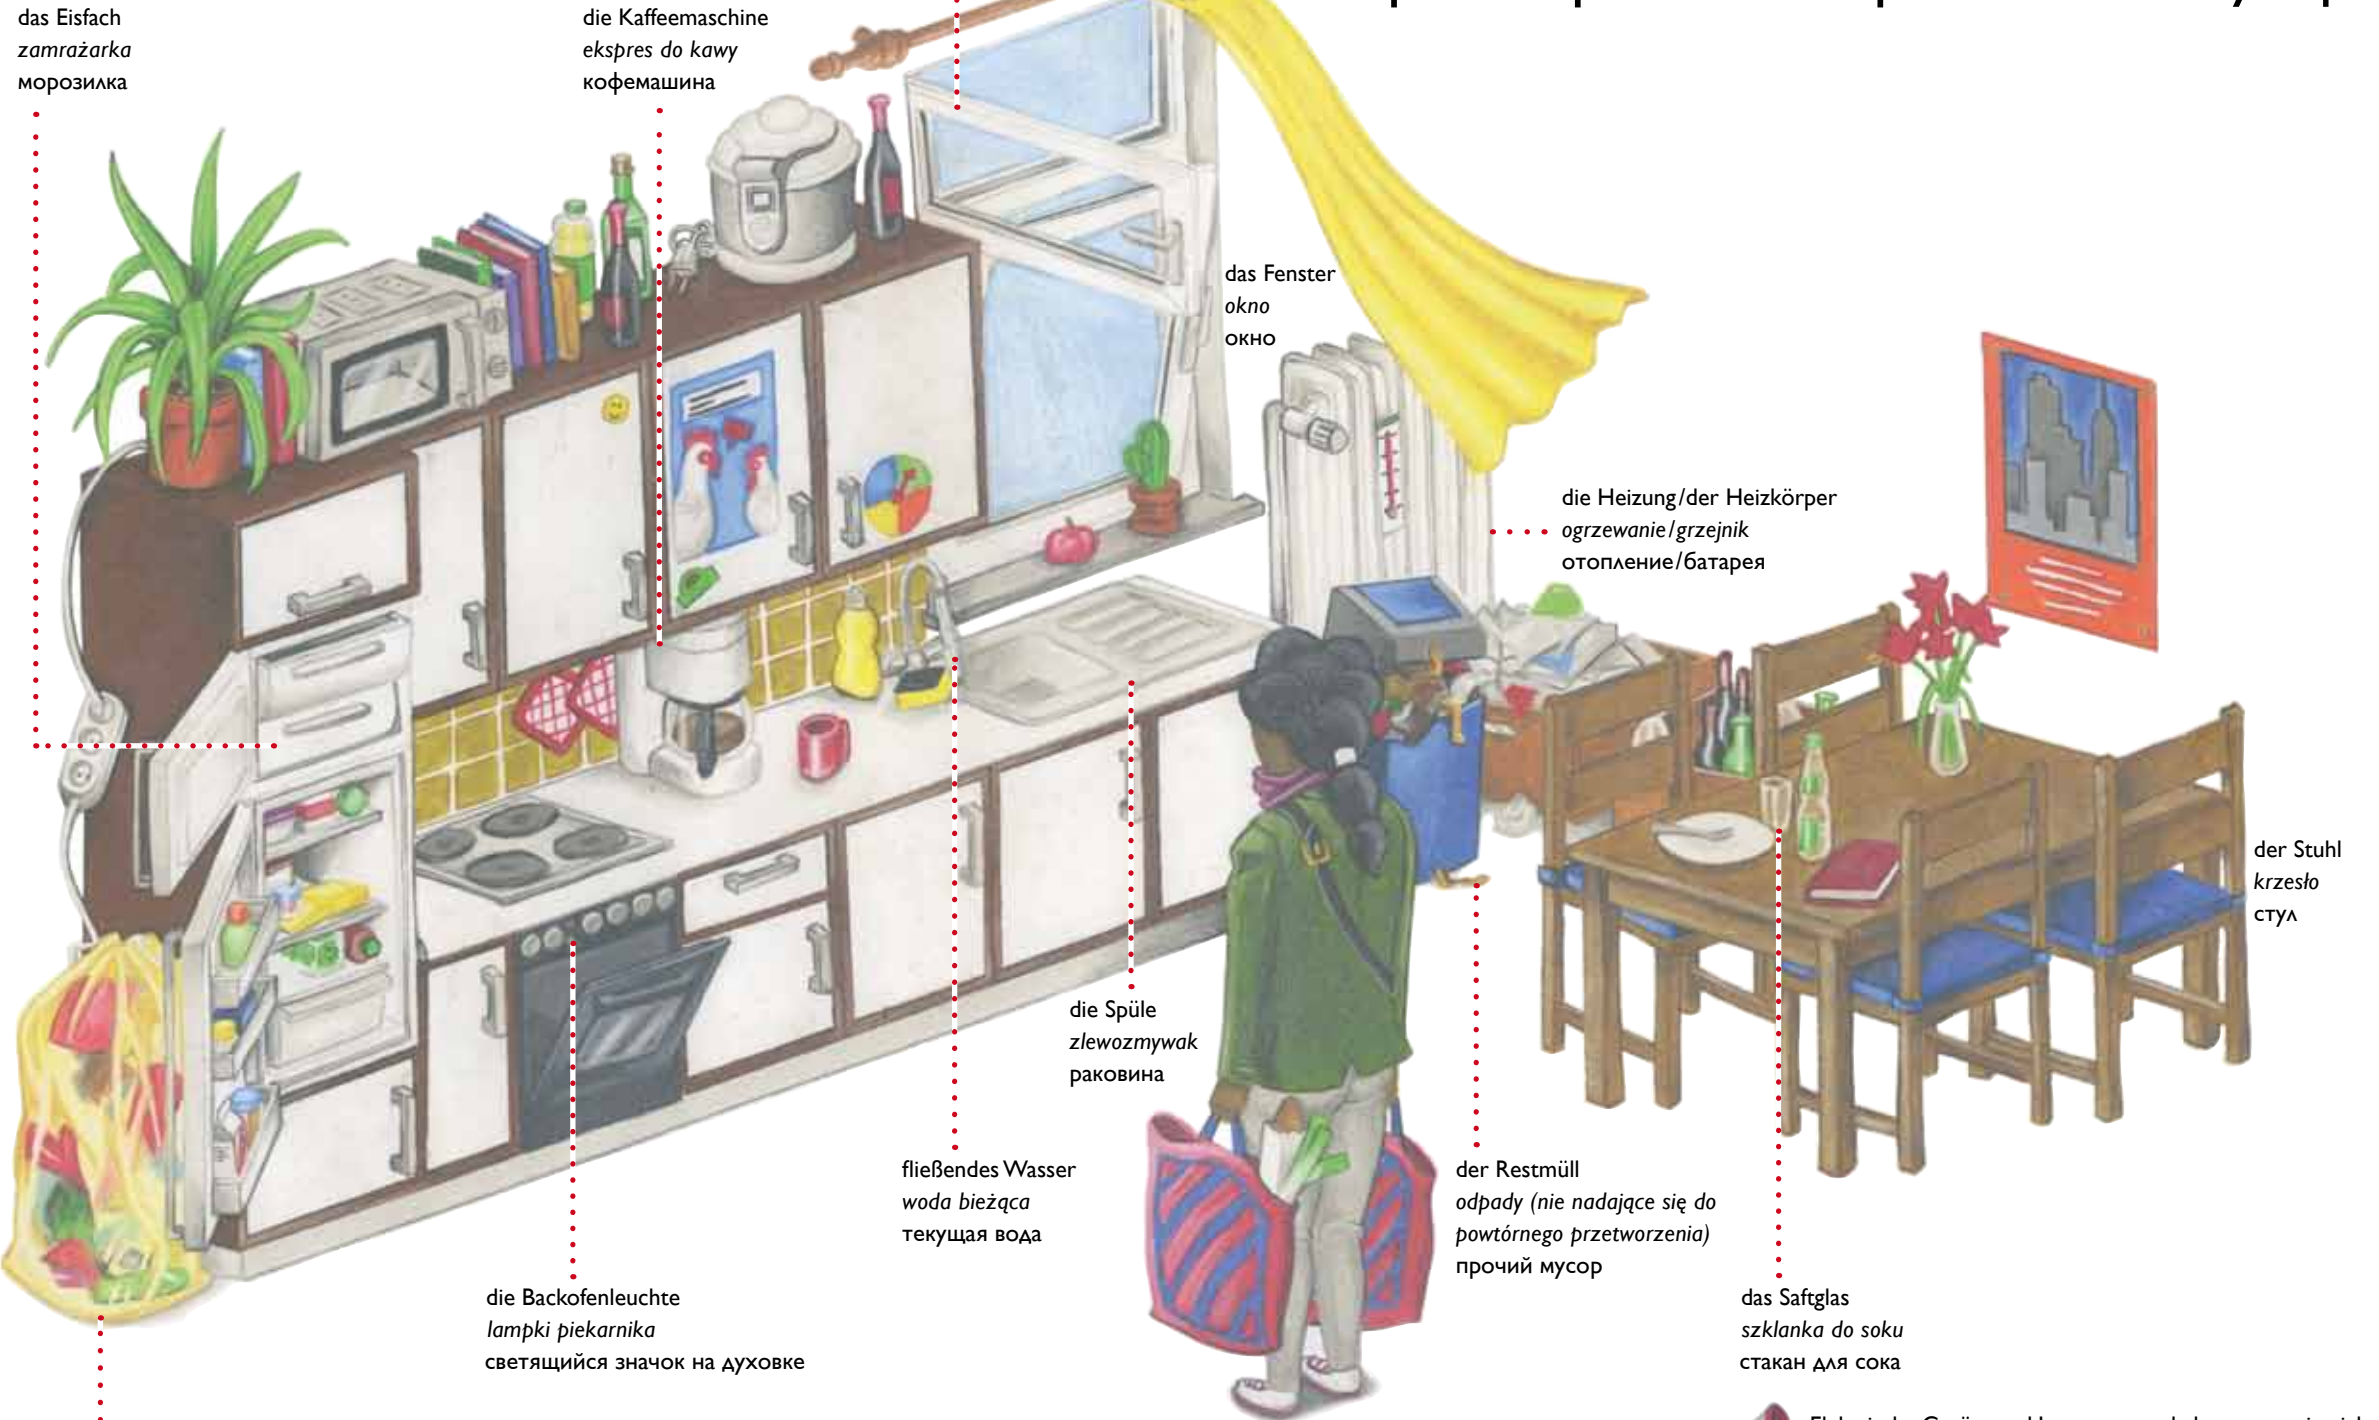 das Eisfach
zamrażarka
морозилка
die Kaffeemaschine
ekspres do kawy
кофемашина
das Fenster
okno
окно
die Heizung/der Heizkörper
ogrzewanie/grzejnik
отопление/батарея
der Stuhl
krzesło
стул
die Spüle
zlewozmywak
раковина
fließendes Wasser
woda bieżąca
текущая вода
der Restmüll
odpady (nie nadające się do
powtórnego przetworzenia)
прочий мусор
die Backofenleuchte
lampki piekarnika
светящийся значок на духовке
das Saftglas
szklanka do soku
стакан для сока